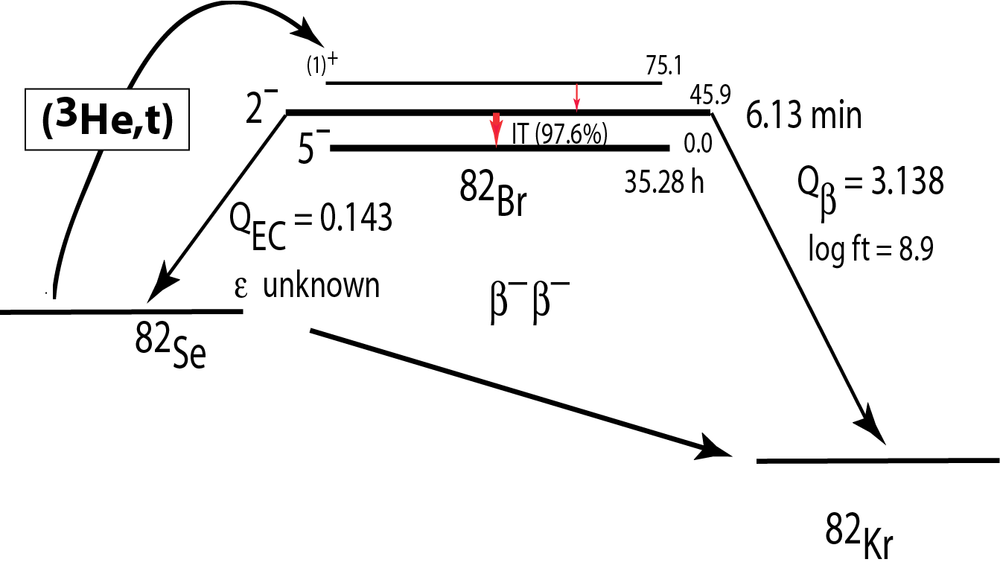 (1)⁺
75.1
(³He,t)
2⁻
45.9
6.13 min
IT (97.6%)
5⁻
0.0
⁸²Br
35.28 h
Q_EC = 0.143
Q_β = 3.138
log ft = 8.9
ε unknown
β⁻β⁻
⁸²Se
⁸²Kr